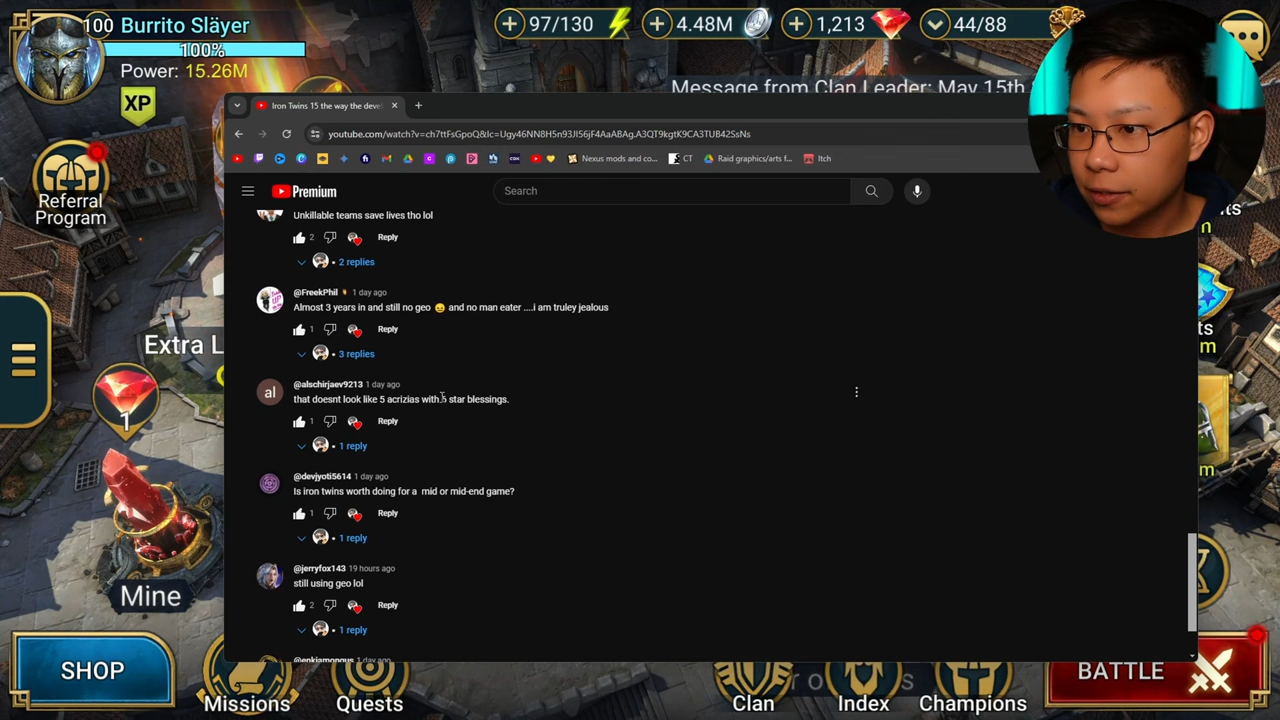 100 Burrito Släyer
100%
Power: 15.26M
XP
97/130
4.48M
1,213
44/88
Message from Clan Leader: May 15th
Referral
Program
Extra L
1
Mine
SHOP
Missions
Quests
Clan
Index
Champions
BATTLE
Iron Twins 15 the way the deve
youtube.com/watch?v=ch7ttFsGpoQ&lc=Ugy46NN8H5n93JI56jF4AaABAg.A3QT9kgtK9CA3TUB42SsNs
Nexus mods and co...
CT
Raid graphics/arts f...
Itch
Premium
Search
Unkillable teams save lives tho lol
2
Reply
2 replies
@FreekPhil 1 day ago
Almost 3 years in and still no geo 😖 and no man eater ....i am truley jealous
1
Reply
3 replies
al
@alschirjaev9213 1 day ago
that doesnt look like 5 acrizias with 6 star blessings.
1
Reply
1 reply
@devjyoti5614 1 day ago
Is iron twins worth doing for a mid or mid-end game?
1
Reply
1 reply
@jerryfox143 19 hours ago
still using geo lol
2
Reply
1 reply
@enkiamongus 1 day ago